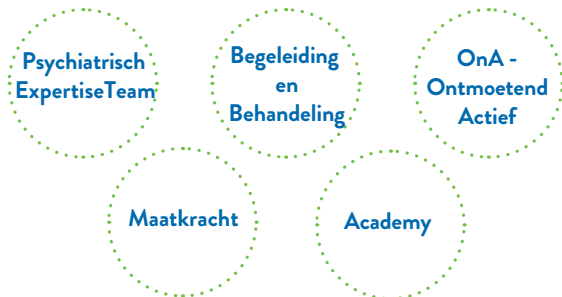 Psychiatrisch
ExpertiseTeam
Begeleiding
en
Behandeling
OnA -
Ontmoetend
Actief
Maatkracht
Academy